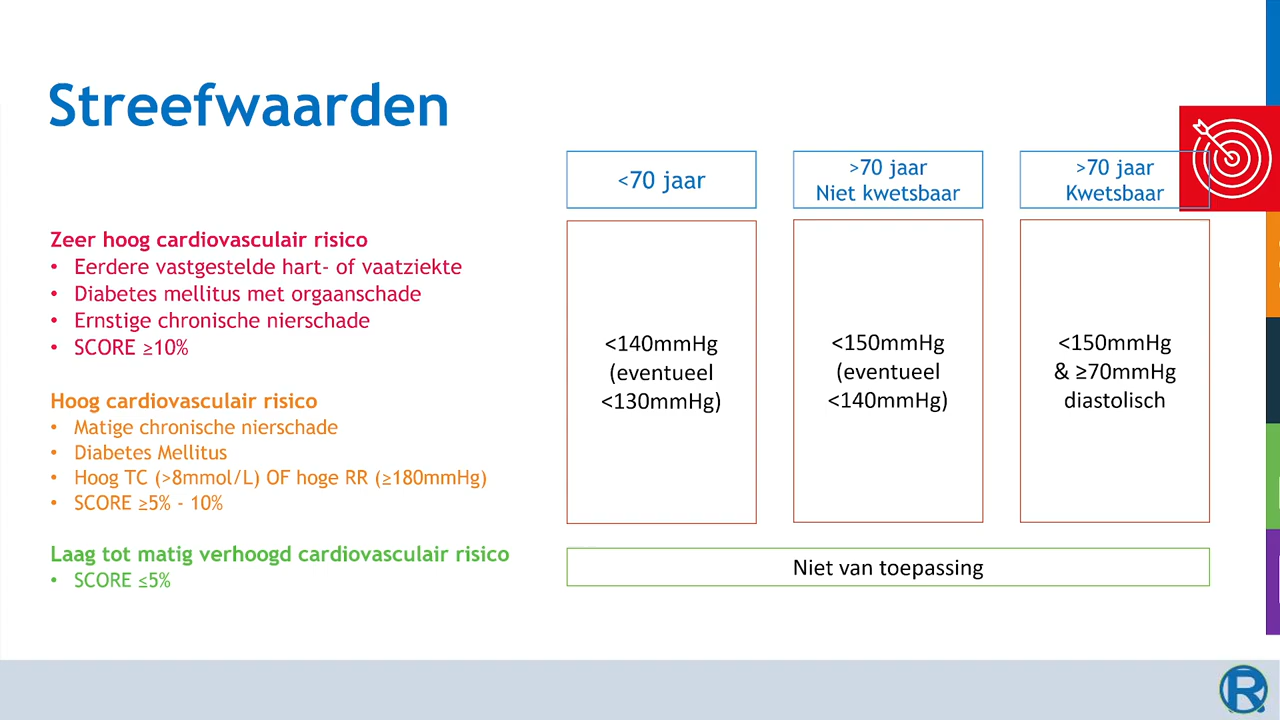 Streefwaarden
<70 jaar
>70 jaar
Niet kwetsbaar
>70 jaar
Kwetsbaar
Zeer hoog cardiovasculair risico
• Eerdere vastgestelde hart- of vaatziekte
• Diabetes mellitus met orgaanschade
• Ernstige chronische nierschade
• SCORE ≥10%
Hoog cardiovasculair risico
• Matige chronische nierschade
• Diabetes Mellitus
• Hoog TC (>8mmol/L) OF hoge RR (≥180mmHg)
• SCORE ≥5% - 10%
<140mmHg
(eventueel
<130mmHg)
<150mmHg
(eventueel
<140mmHg)
<150mmHg
& ≥70mmHg
diastolisch
Laag tot matig verhoogd cardiovasculair risico
• SCORE ≤5%
Niet van toepassing
R